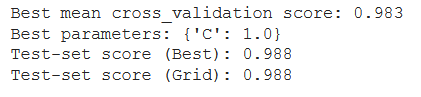 Best mean cross_validation score: 0.983
Best parameters: {'C': 1.0}
Test-set score (Best): 0.988
Test-set score (Grid): 0.988